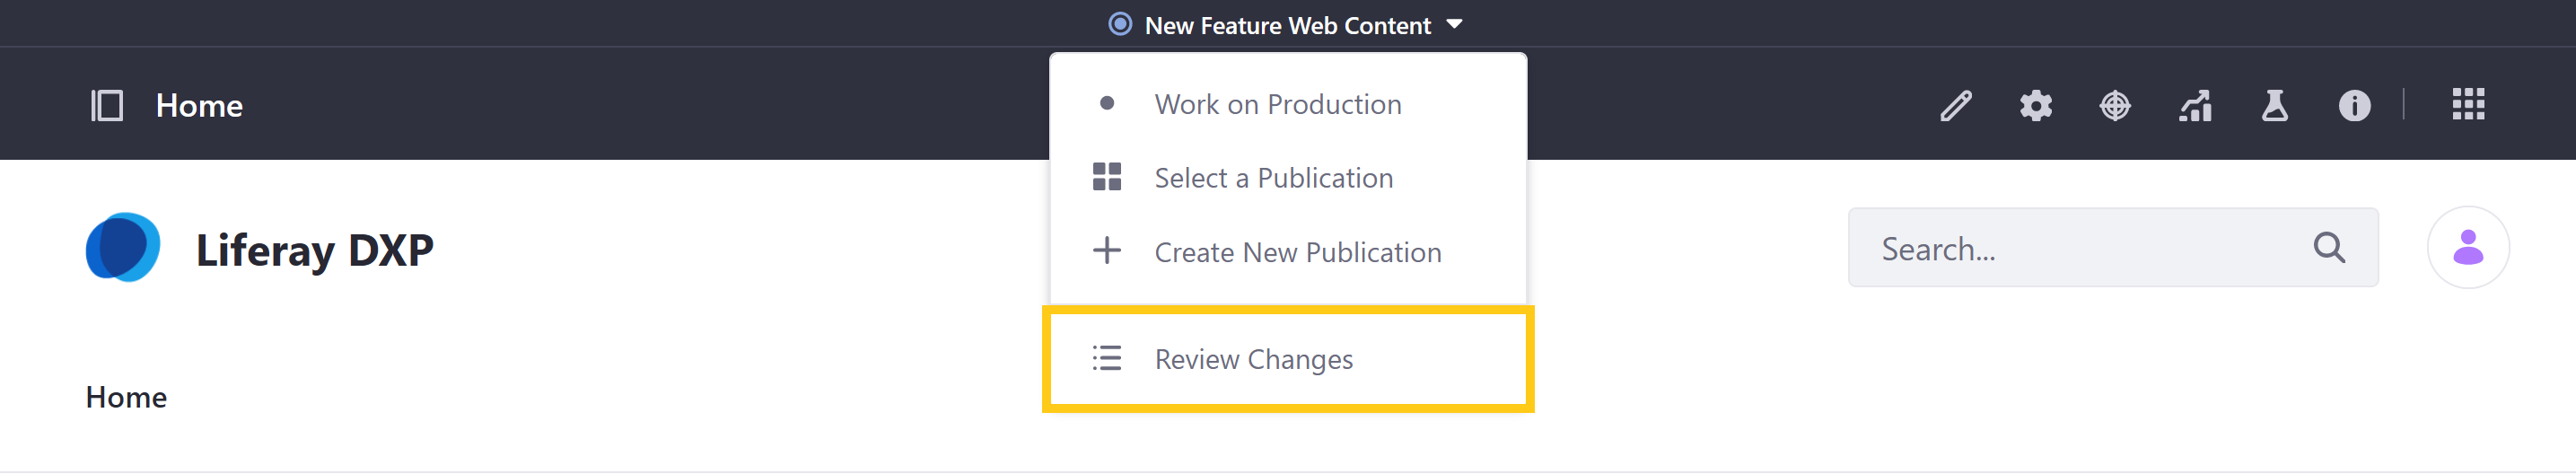 New Feature Web Content
Home
Work on Production
Select a Publication
Create New Publication
Review Changes
Liferay DXP
Search...
Home